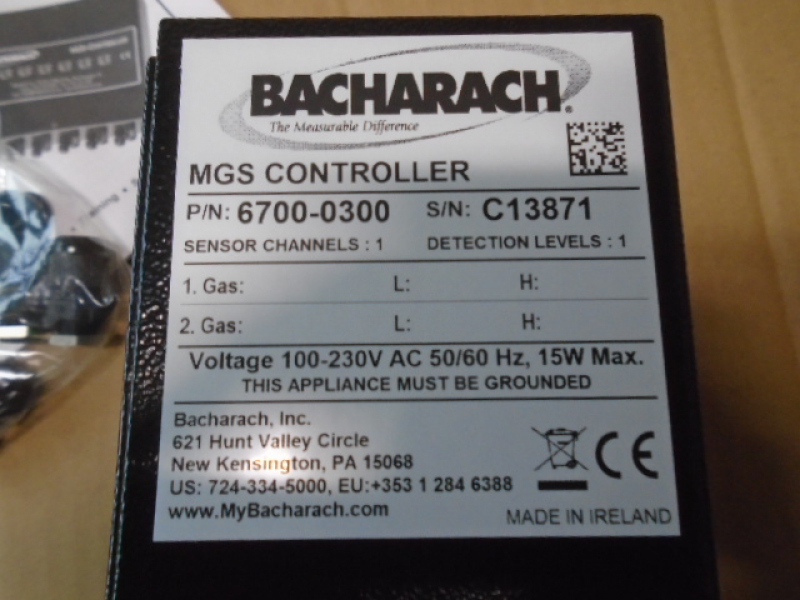 BACHARACH®
The Measurable Difference
MGS CONTROLLER
P/N: 6700-0300 S/N: C13871
SENSOR CHANNELS : 1 DETECTION LEVELS : 1
1. Gas: L: H:
2. Gas: L: H:
Voltage 100-230V AC 50/60 Hz, 15W Max.
THIS APPLIANCE MUST BE GROUNDED
Bacharach, Inc.
621 Hunt Valley Circle
New Kensington, PA 15068
US: 724-334-5000, EU:+353 1 284 6388
www.MyBacharach.com
CE
MADE IN IRELAND